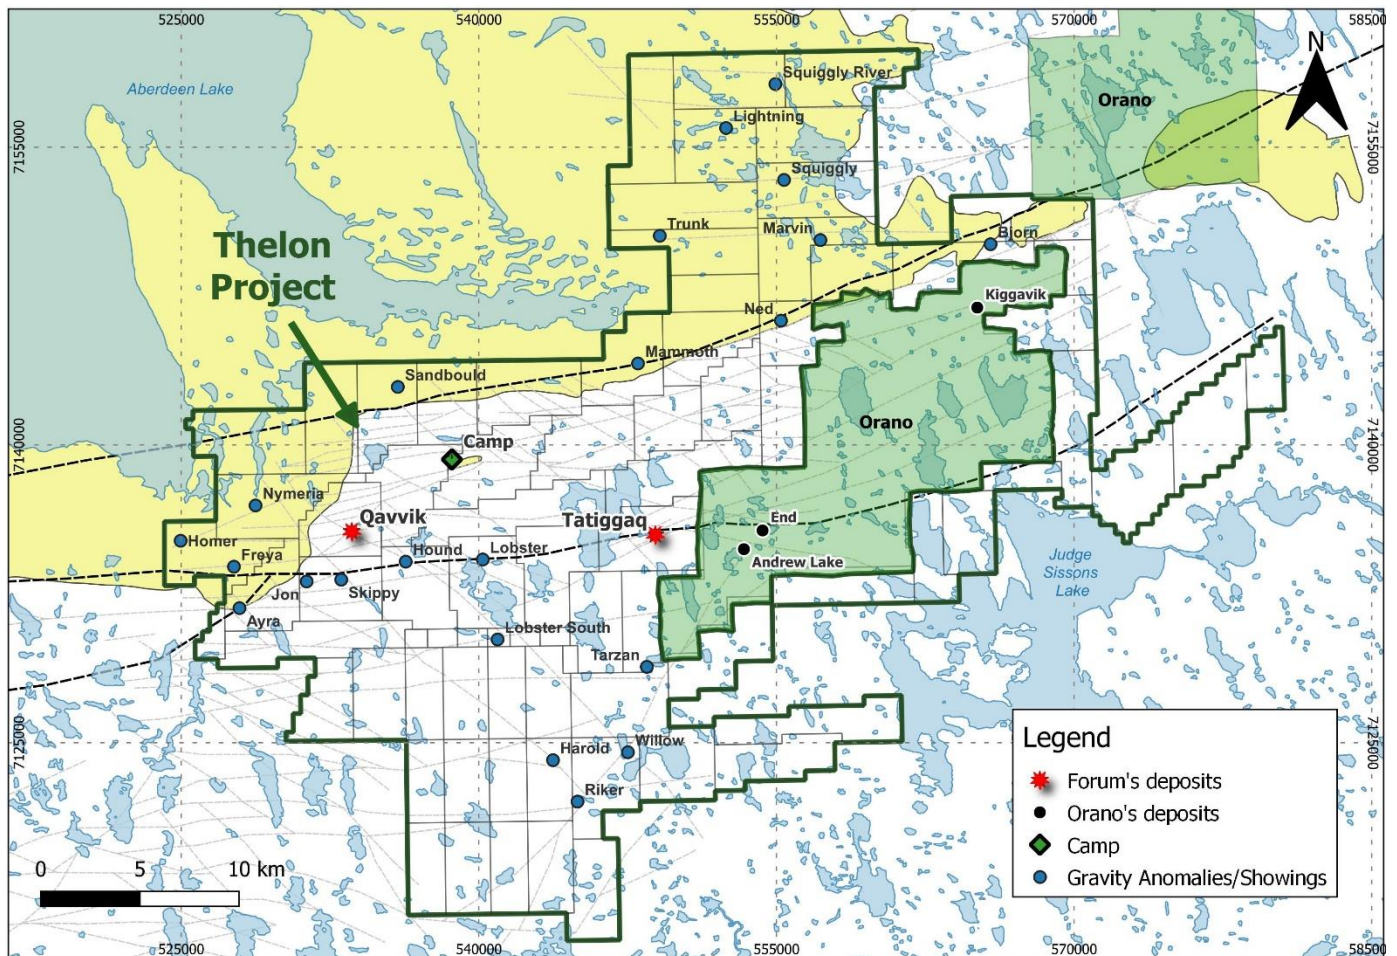 525000
540000
555000
570000
585000
N
Aberdeen Lake
Squiggly River
Orano
Lightning
7155000
7155000
Squiggly
Trunk
Marvin
Bjorn
Thelon
Project
Kiggavik
Ned
Mammoth
Sandbould
Orano
Camp
7140000
7140000
Nymeria
Qavvik
Tatiggaq
End
Homer
Hound
Lobster
Freya
Andrew Lake
Judge
Sissons
Lake
Jon
Skippy
Ayra
Lobster South
Tarzan
7125000
7125000
Harold
Willow
Riker
Legend
Forum's deposits
Orano's deposits
Camp
Gravity Anomalies/Showings
0
5
10 km
525000
540000
555000
570000
585000